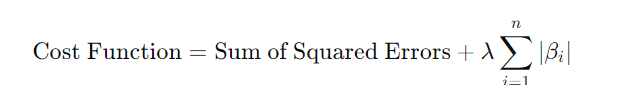 Cost Function = Sum of Squared Errors + λ ∑_{i=1}^{n} |β_i|